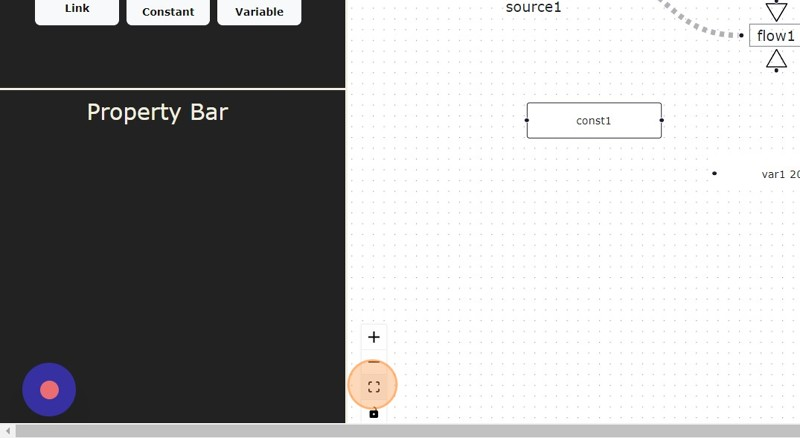 Link
Constant
Variable
Property Bar
source1
flow1
const1
var1 20